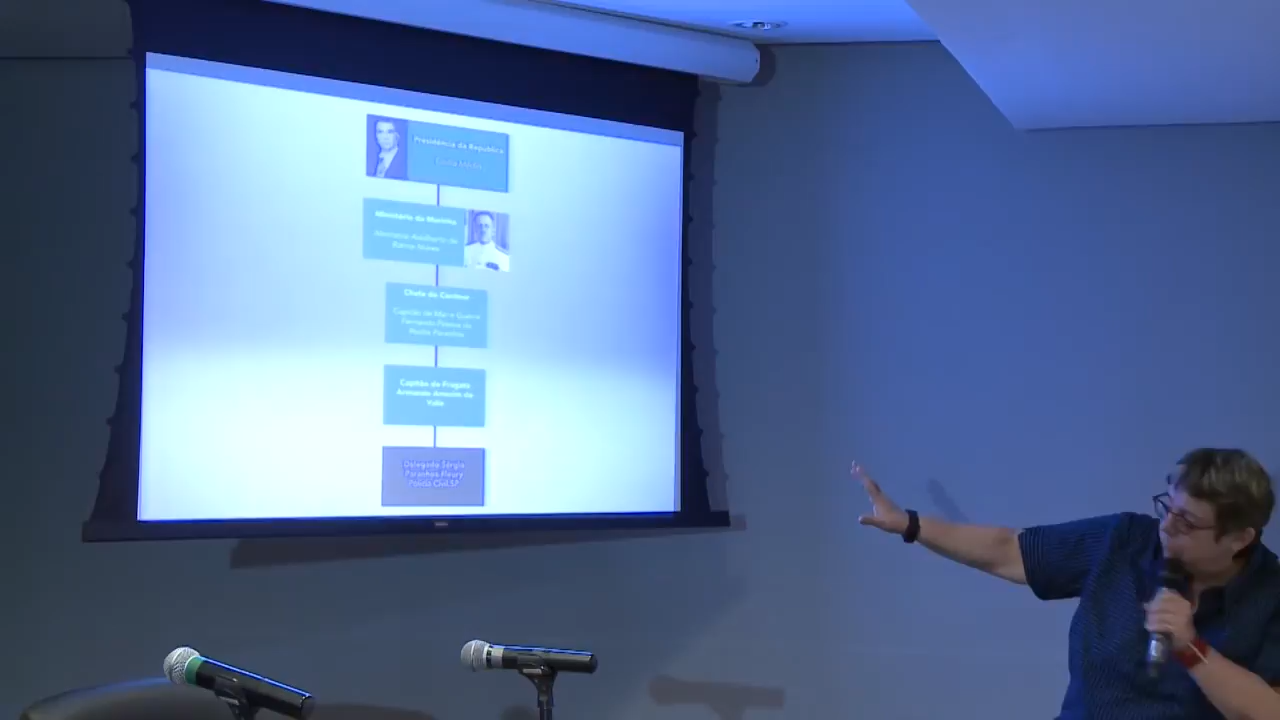 Presidência da República
Emílio Médici
Ministério da Marinha
Almirante Adalberto de
Barros Nunes
Chefe do Cenimar
Capitão de Mar e Guerra
Fernando Pessoa da
Rocha Paranhos
Capitão de Fragata
Armando Amorim do
Valle
Delegado Sérgio
Paranhos Fleury
Polícia Civil SP